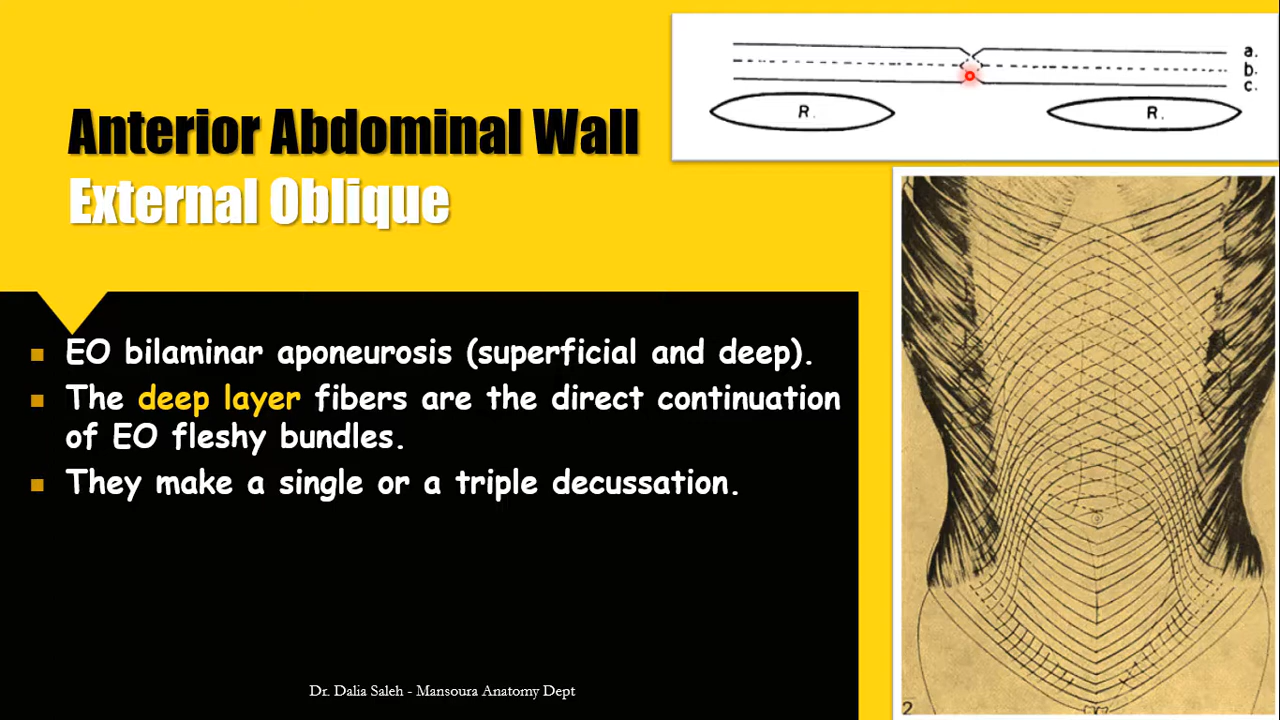 a.
b.
c.
R.
R.
Anterior Abdominal Wall
External Oblique
EO bilaminar aponeurosis (superficial and deep).
The deep layer fibers are the direct continuation
of EO fleshy bundles.
They make a single or a triple decussation.
2
Dr. Dalia Saleh - Mansoura Anatomy Dept